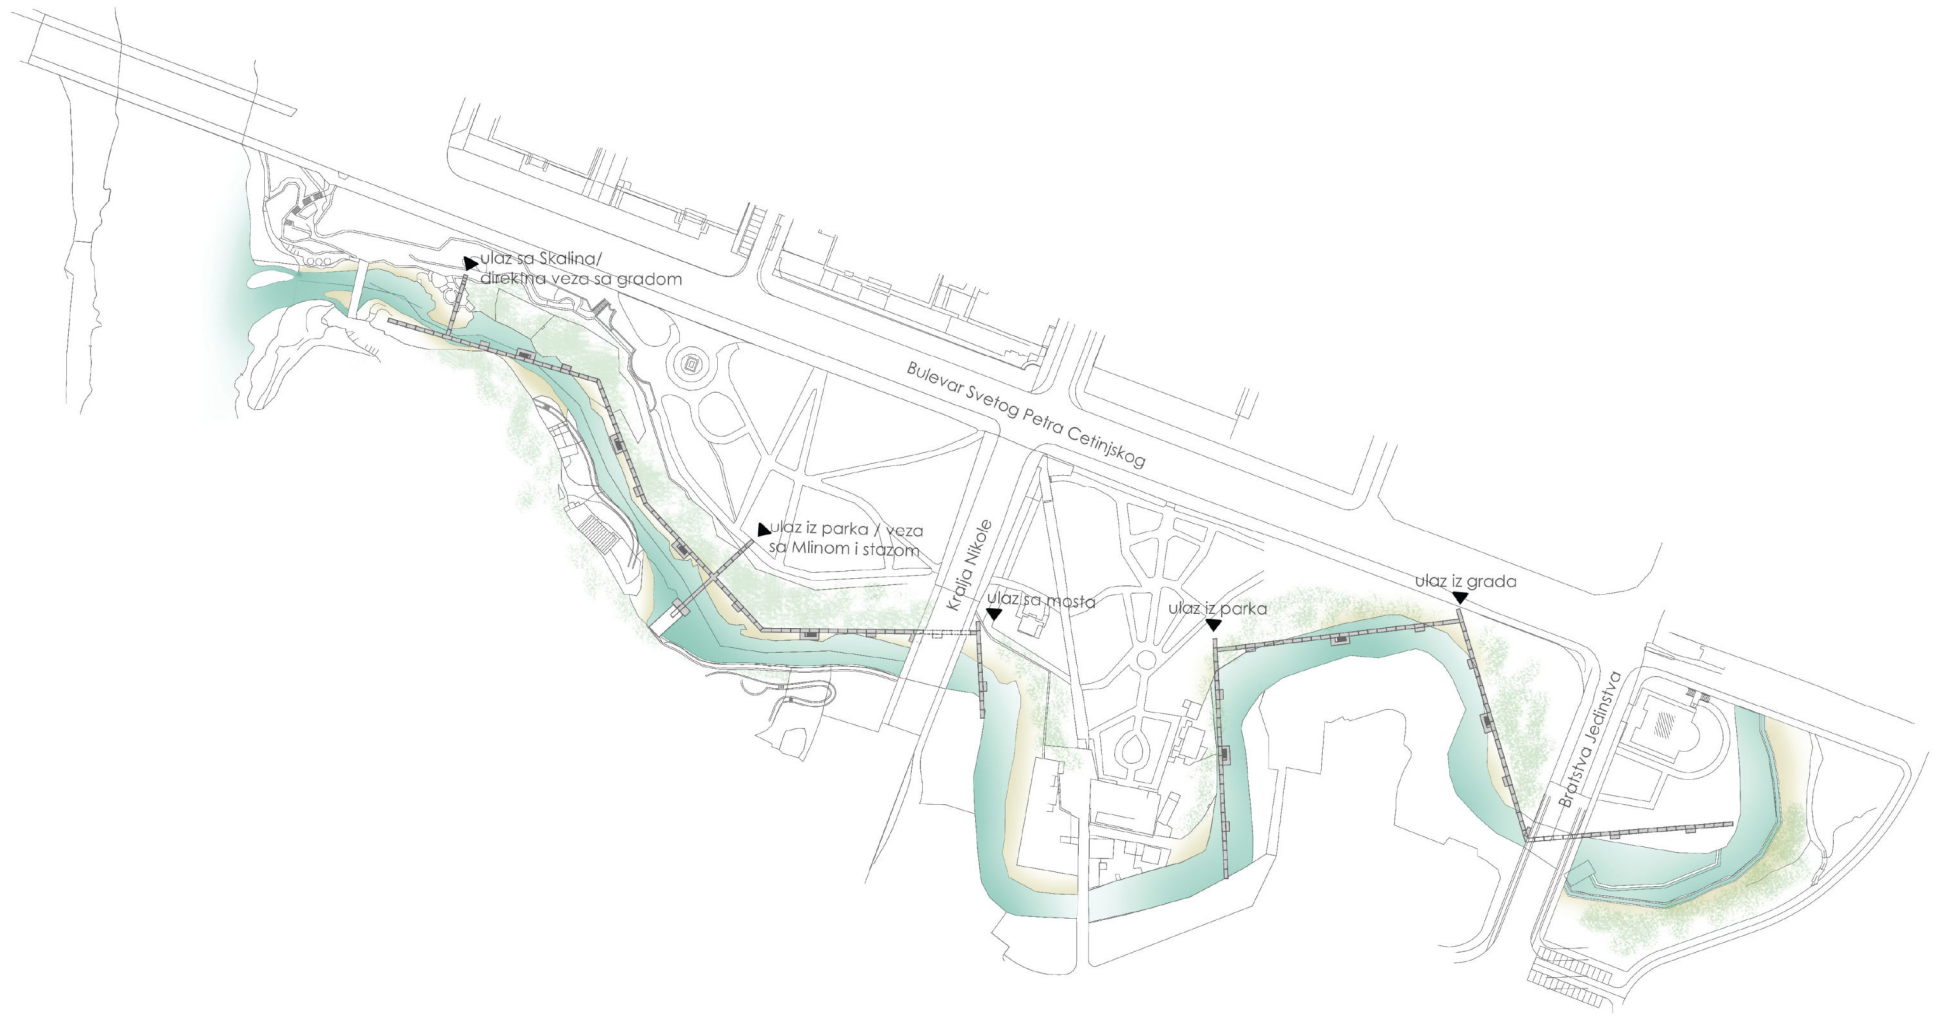 ulaz sa Skalina/
direktna veza sa gradom
Bulevar Svetog Petra Cetinjskog
ulaz iz parka / veza
sa Mlinom i stazom
Kralja Nikole
ulaz sa mosta
ulaz iz parka
ulaz iz grada
Bratstva Jedinstva